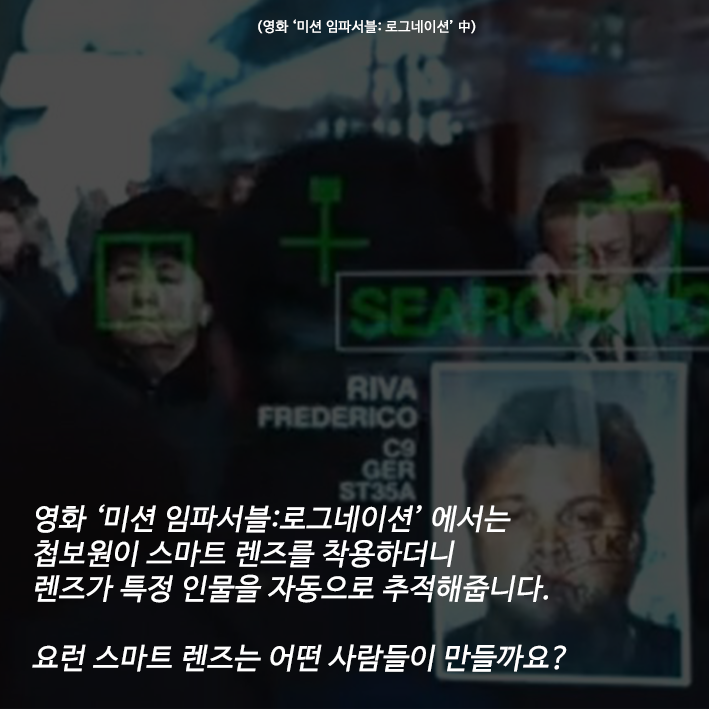 (영화 ‘미션 임파서블: 로그네이션’ 中)
SEARCHING
RIVA
FREDERICO
C9
GER
ST35A
영화 ‘미션 임파서블:로그네이션’ 에서는
첩보원이 스마트 렌즈를 착용하더니
렌즈가 특정 인물을 자동으로 추적해줍니다.
요런 스마트 렌즈는 어떤 사람들이 만들까요?